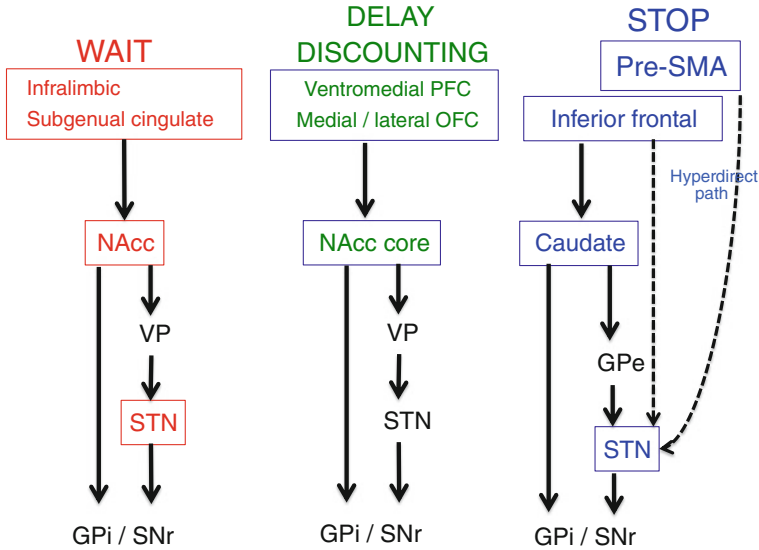 WAIT
Infralimbic
Subgenual cingulate
NAcc
VP
STN
GPi / SNr
DELAY
DISCOUNTING
Ventromedial PFC
Medial / lateral OFC
NAcc core
VP
STN
GPi / SNr
STOP
Pre-SMA
Inferior frontal
Hyperdirect
path
Caudate
GPe
STN
GPi / SNr